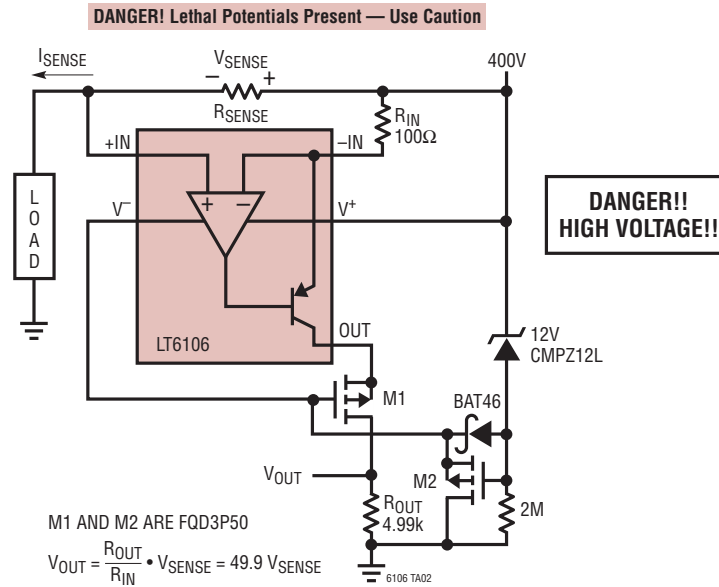 DANGER! Lethal Potentials Present — Use Caution
ISENSE
VSENSE
– +
RSENSE
400V
RIN
100Ω
+IN
–IN
LOAD
V–
V+
+ –
DANGER!!
HIGH VOLTAGE!!
LT6106
OUT
12V
CMPZ12L
M1
BAT46
VOUT
M2
ROUT
4.99k
2M
M1 AND M2 ARE FQD3P50
VOUT = ROUT/RIN • VSENSE = 49.9 VSENSE
6106 TA02